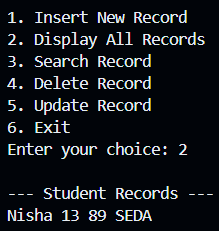 1. Insert New Record
2. Display All Records
3. Search Record
4. Delete Record
5. Update Record
6. Exit
Enter your choice: 2
--- Student Records ---
Nisha 13 89 SEDA